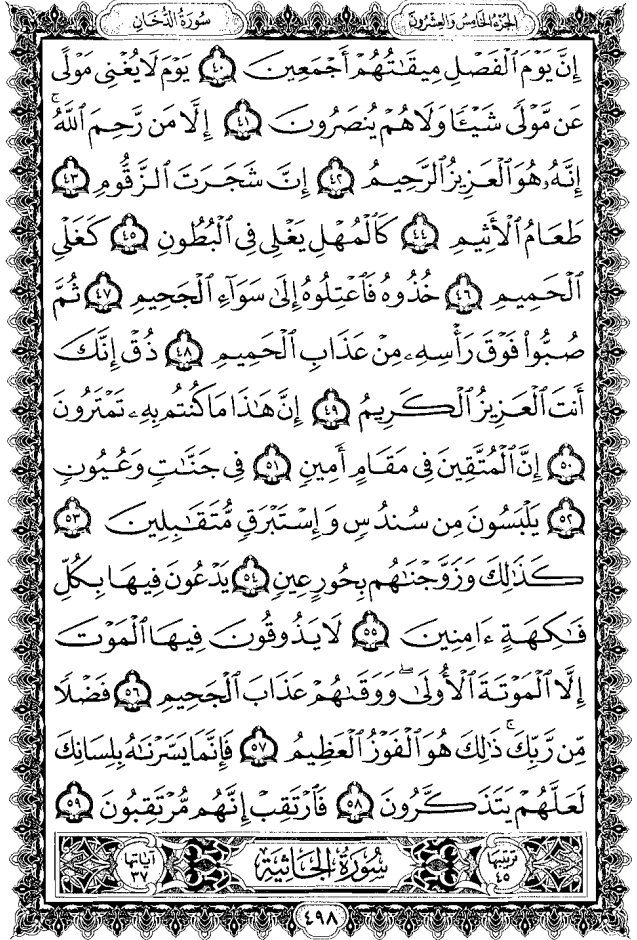 الجزء الخامس والعشرون
سورة الدخان
إِنَّ يَوْمَ ٱلْفَصْلِ مِيقَٰتُهُمْ أَجْمَعِينَ ٤٠ يَوْمَ لَا يُغْنِى مَوْلًى
عَن مَّوْلًى شَيْـًٔا وَلَا هُمْ يُنصَرُونَ ٤١ إِلَّا مَن رَّحِمَ ٱللَّهُ ۚ
إِنَّهُۥ هُوَ ٱلْعَزِيزُ ٱلرَّحِيمُ ٤٢ إِنَّ شَجَرَتَ ٱلزَّقُّومِ ٤٣
طَعَامُ ٱلْأَثِيمِ ٤٤ كَٱلْمُهْلِ يَغْلِى فِى ٱلْبُطُونِ ٤٥ كَغَلْىِ
ٱلْحَمِيمِ ٤٦ خُذُوهُ فَٱعْتِلُوهُ إِلَىٰ سَوَآءِ ٱلْجَحِيمِ ٤٧ ثُمَّ
صُبُّوا۟ فَوْقَ رَأْسِهِۦ مِنْ عَذَابِ ٱلْحَمِيمِ ٤٨ ذُقْ إِنَّكَ
أَنتَ ٱلْعَزِيزُ ٱلْكَرِيمُ ٤٩ إِنَّ هَٰذَا مَا كُنتُم بِهِۦ تَمْتَرُونَ
٥٠ إِنَّ ٱلْمُتَّقِينَ فِى مَقَامٍ أَمِينٍ ٥١ فِى جَنَّٰتٍ وَعُيُونٍ
٥٢ يَلْبَسُونَ مِن سُندُسٍ وَإِسْتَبْرَقٍ مُّتَقَٰبِلِينَ ٥٣
كَذَٰلِكَ وَزَوَّجْنَٰهُم بِحُورٍ عِينٍ ٥٤ يَدْعُونَ فِيهَا بِكُلِّ
فَٰكِهَةٍ ءَامِنِينَ ٥٥ لَا يَذُوقُونَ فِيهَا ٱلْمَوْتَ
إِلَّا ٱلْمَوْتَةَ ٱلْأُولَىٰ ۖ وَوَقَىٰهُمْ عَذَابَ ٱلْجَحِيمِ ٥٦ فَضْلًا
مِّن رَّبِّكَ ۚ ذَٰلِكَ هُوَ ٱلْفَوْزُ ٱلْعَظِيمُ ٥٧ فَإِنَّمَا يَسَّرْنَٰهُ بِلِسَانِكَ
لَعَلَّهُمْ يَتَذَكَّرُونَ ٥٨ فَٱرْتَقِبْ إِنَّهُم مُّرْتَقِبُونَ ٥٩
ترتيبها ٤٥
سورة الجاثية
آياتها ٣٧
٤٩٨